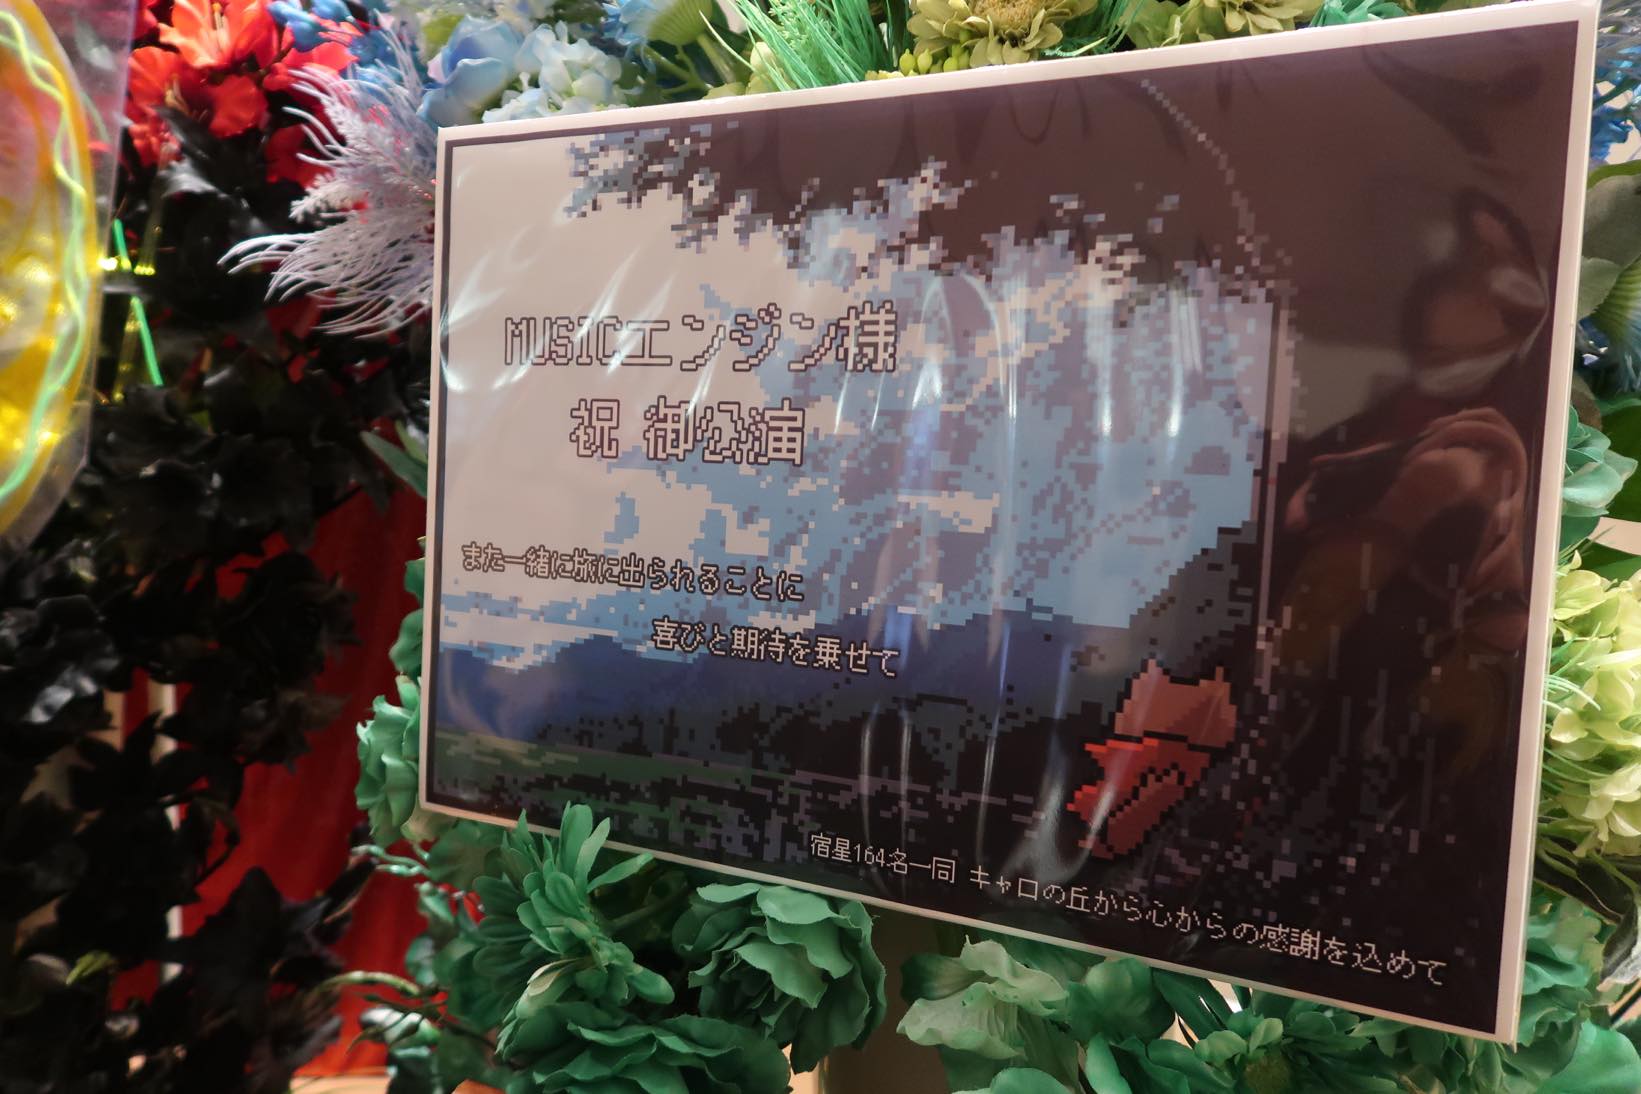 MUSICエンジン様
祝 御公演
また一緒に旅に出られることに
喜びと期待を乗せて
宿星164名一同 キャロの丘から心からの感謝を込めて